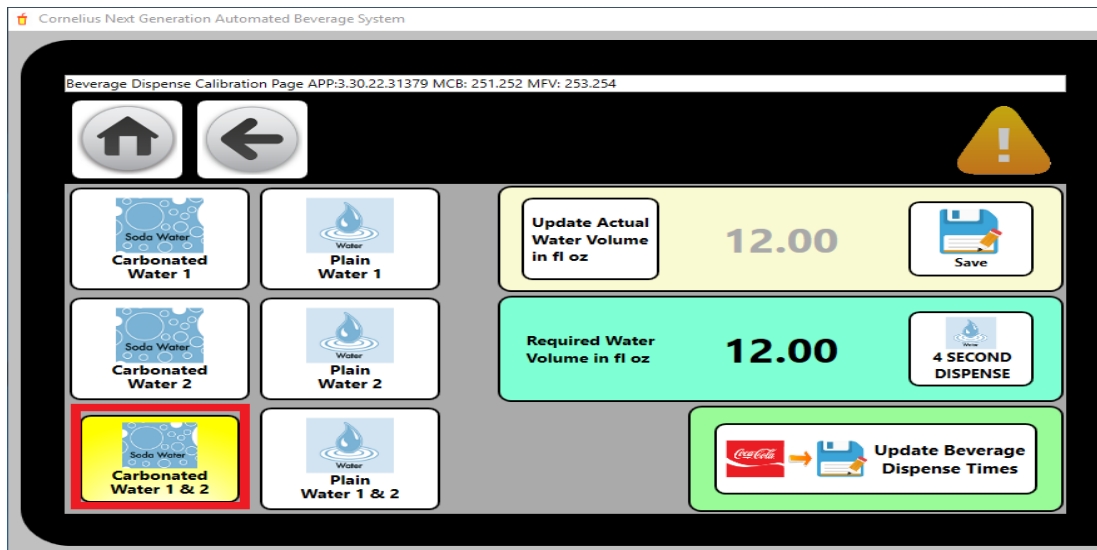 Cornelius Next Generation Automated Beverage System
Beverage Dispense Calibration Page APP:3.30.22.31379 MCB: 251.252 MFV: 253.254
!
Soda Water
Carbonated
Water 1
Water
Plain
Water 1
Update Actual
Water Volume
in fl oz
12.00
Save
Soda Water
Carbonated
Water 2
Water
Plain
Water 2
Required Water
Volume in fl oz
12.00
Water
4 SECOND
DISPENSE
Soda Water
Carbonated
Water 1 & 2
Water
Plain
Water 1 & 2
Coca-Cola
Update Beverage
Dispense Times